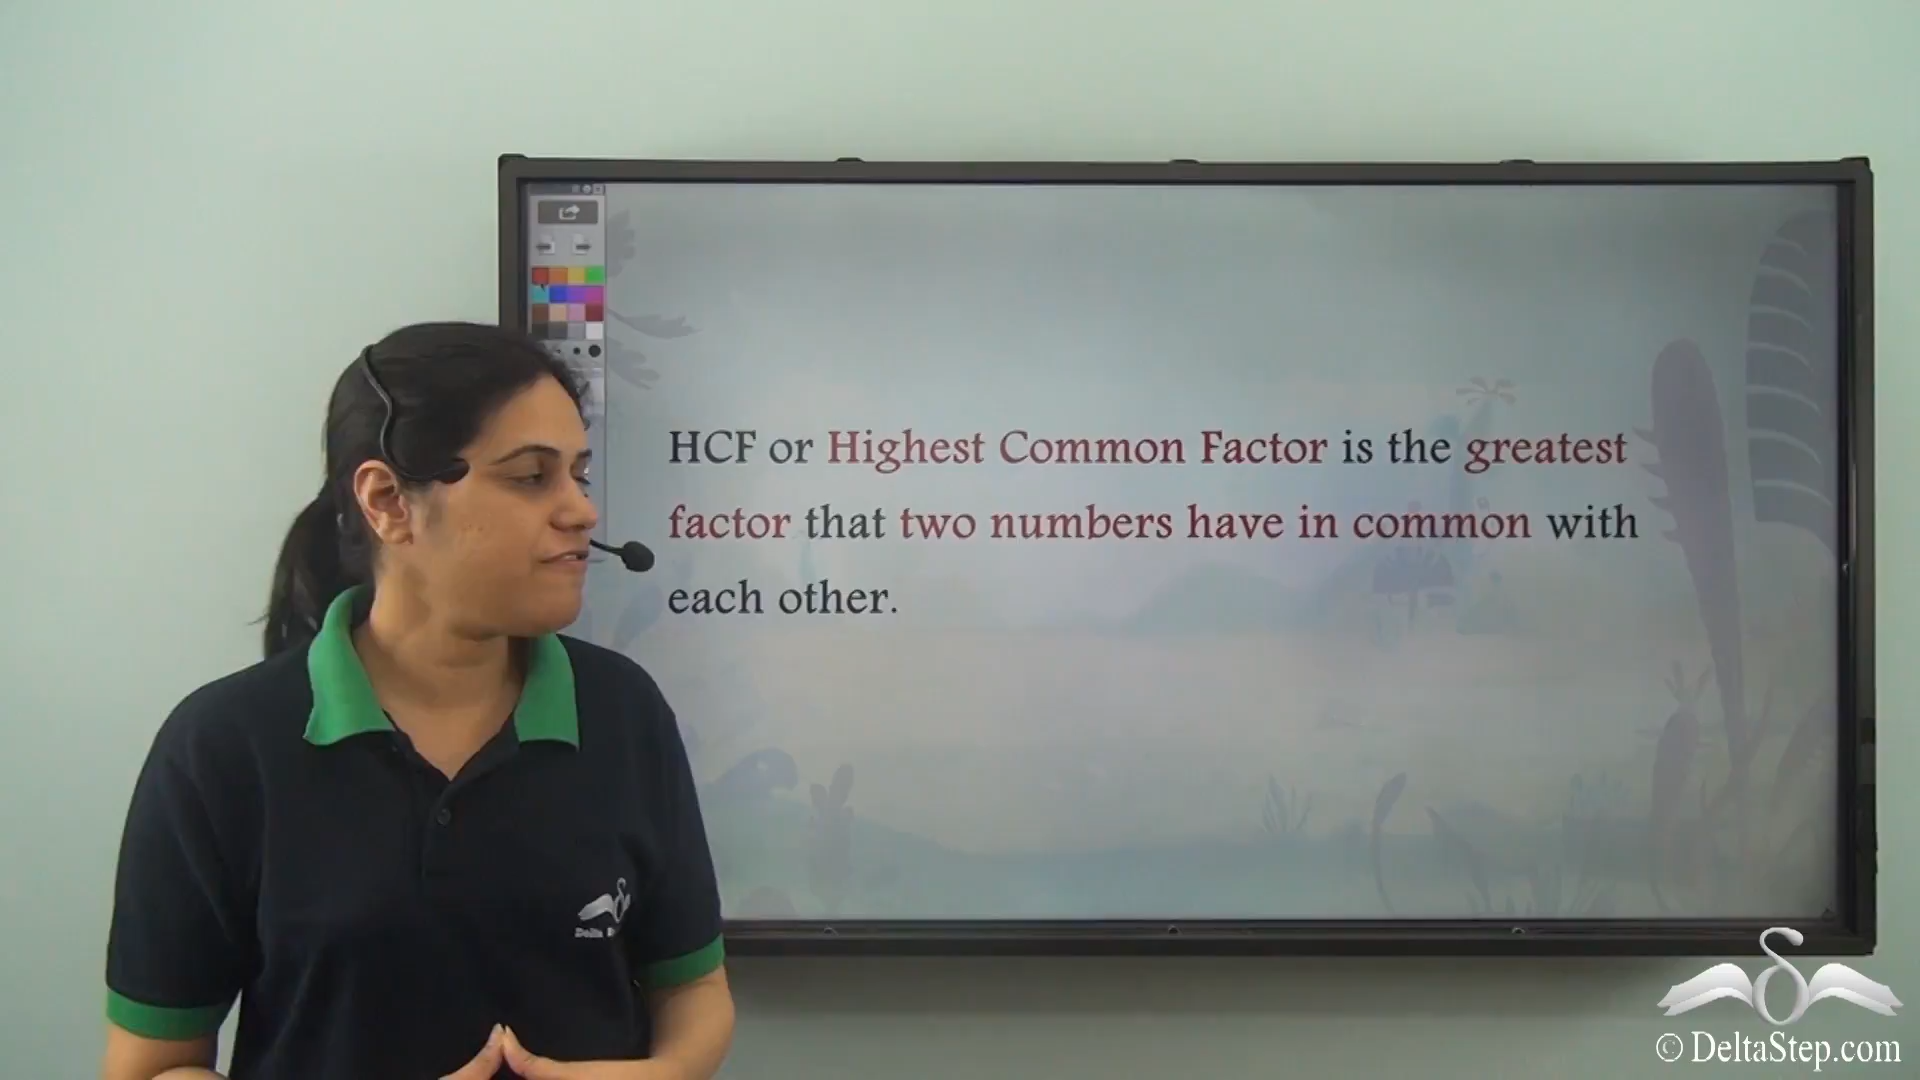 HCF or Highest Common Factor is the greatest
factor that two numbers have in common with
each other.
Delta
© DeltaStep.com